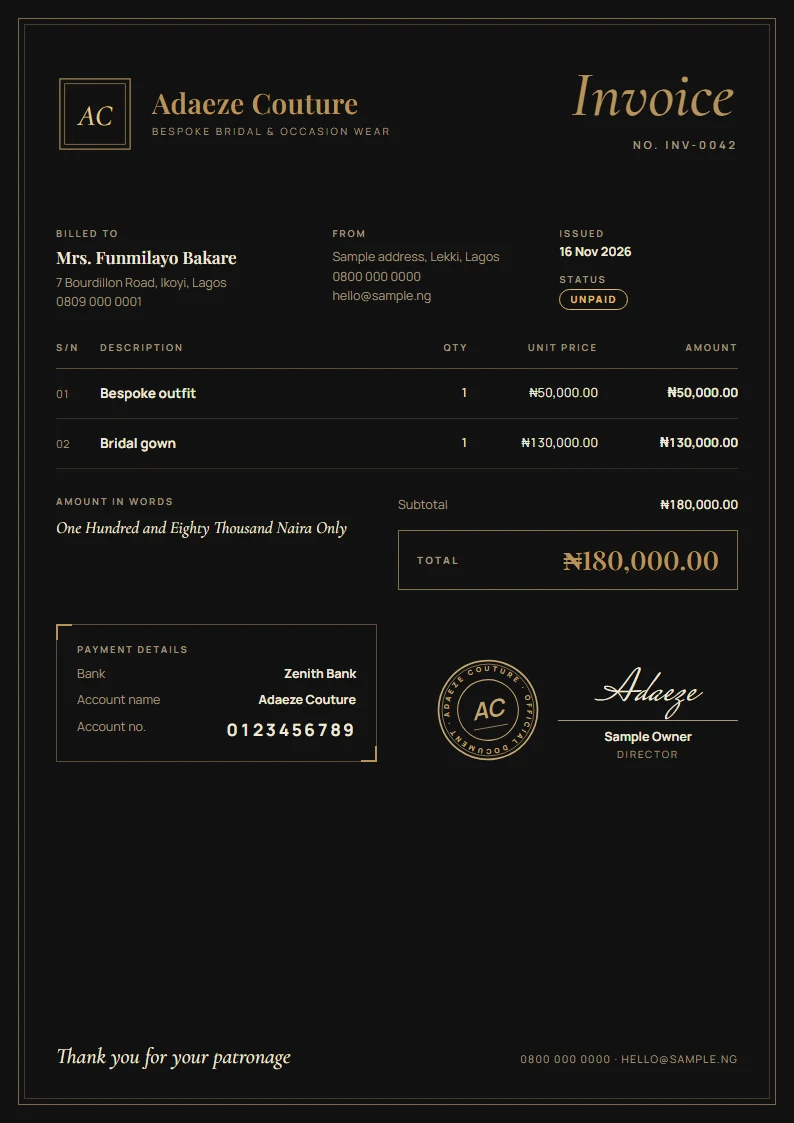 AC
Adaeze Couture
BESPOKE BRIDAL & OCCASION WEAR
Invoice
NO. INV-0042
BILLED TO
Mrs. Funmilayo Bakare
7 Bourdillon Road, Ikoyi, Lagos
0809 000 0001
FROM
Sample address, Lekki, Lagos
0800 000 0000
hello@sample.ng
ISSUED
16 Nov 2026
STATUS
UNPAID
S/N DESCRIPTION QTY UNIT PRICE AMOUNT
01 Bespoke outfit 1 ₦50,000.00 ₦50,000.00
02 Bridal gown 1 ₦130,000.00 ₦130,000.00
AMOUNT IN WORDS
One Hundred and Eighty Thousand Naira Only
Subtotal ₦180,000.00
TOTAL ₦180,000.00
PAYMENT DETAILS
Bank Zenith Bank
Account name Adaeze Couture
Account no. 0123456789
ADAEZE COUTURE · OFFICIAL DOCUMENT ·
AC
Adaeze
Sample Owner
DIRECTOR
Thank you for your patronage
0800 000 0000 · HELLO@SAMPLE.NG